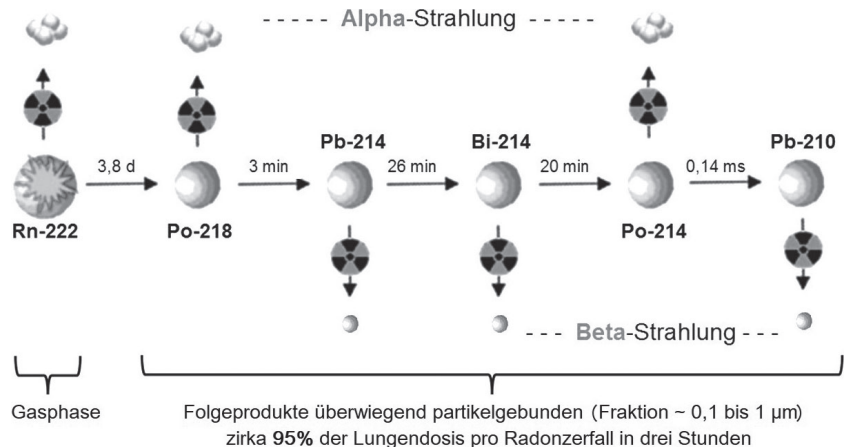 - - - - - Alpha-Strahlung - - - - -
Pb-214
Bi-214
Pb-210
3,8 d
3 min
26 min
20 min
0,14 ms
Rn-222
Po-218
Po-214
- - - Beta-Strahlung - - -
Gasphase
Folgeprodukte überwiegend partikelgebunden (Fraktion ~ 0,1 bis 1 µm)
zirka 95% der Lungendosis pro Radonzerfall in drei Stunden